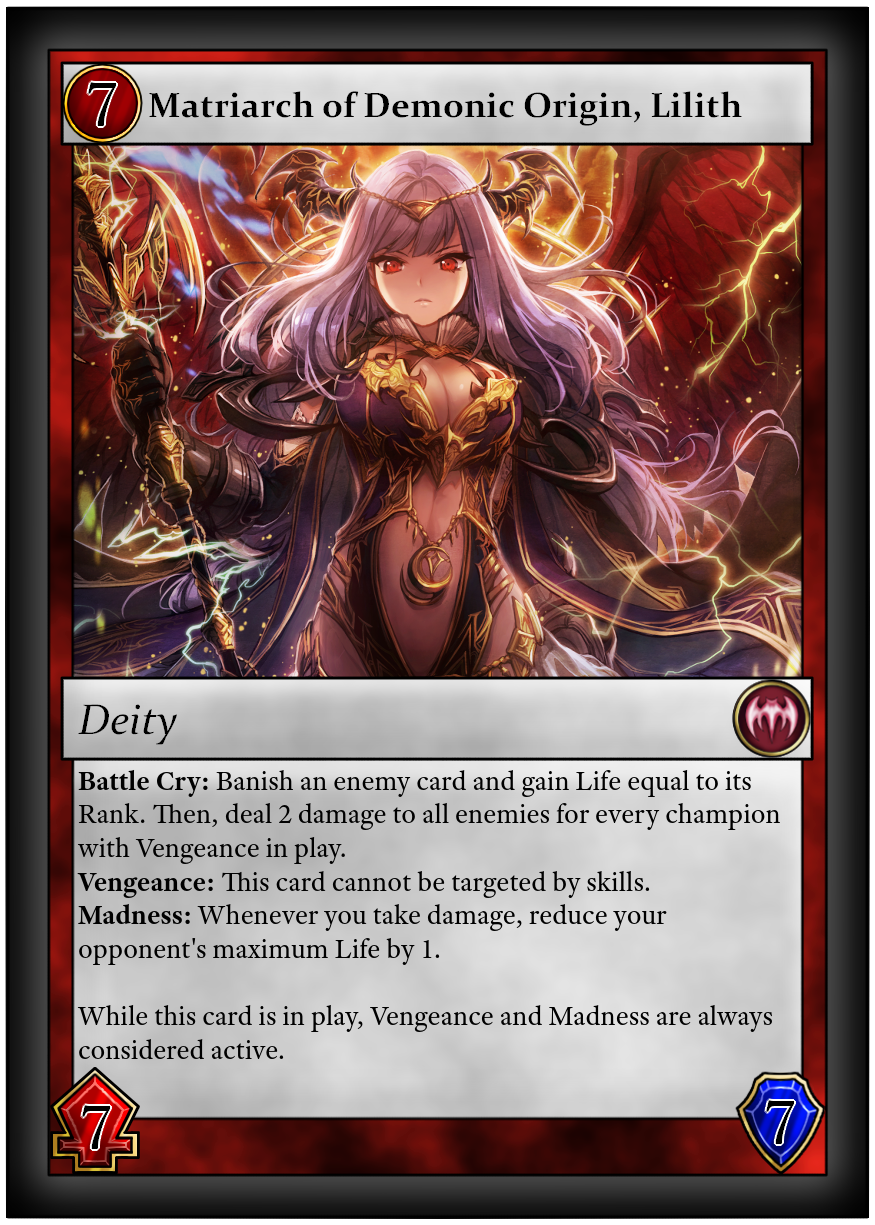 7
Matriarch of Demonic Origin, Lilith
Deity
Battle Cry: Banish an enemy card and gain Life equal to its
Rank. Then, deal 2 damage to all enemies for every champion
with Vengeance in play.
Vengeance: This card cannot be targeted by skills.
Madness: Whenever you take damage, reduce your
opponent's maximum Life by 1.
While this card is in play, Vengeance and Madness are always
considered active.
7
7